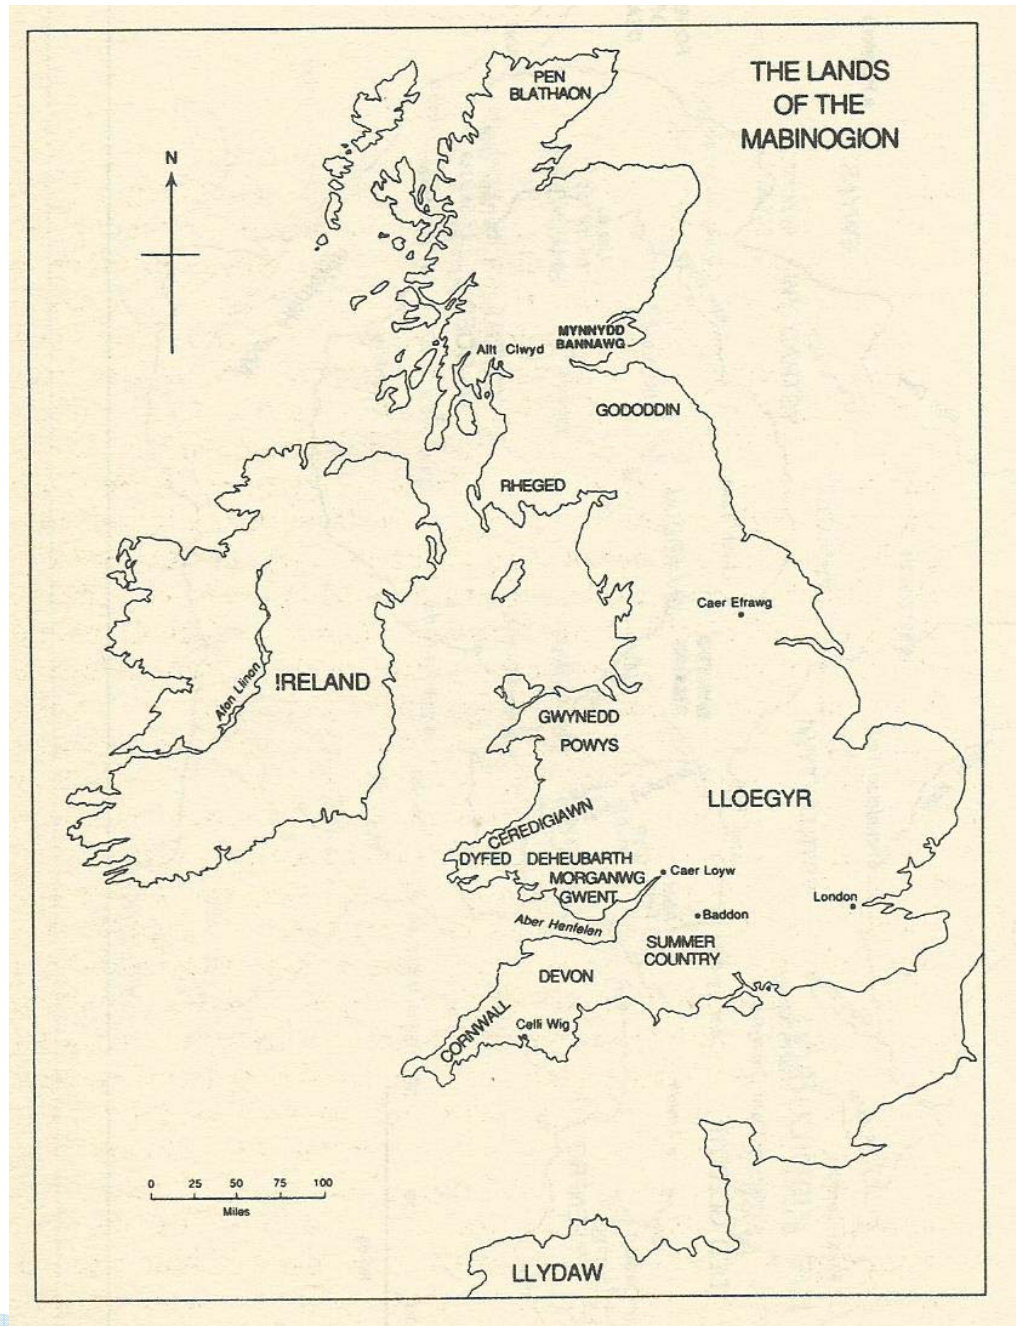 THE LANDS
OF THE
MABINOGION
PEN
BLATHAON
N
MYNNYDD
BANNAWG
Allt Clwyd
GODODDIN
RHEGED
Caer Efrawg
Afon Llinon
IRELAND
GWYNEDD
POWYS
LLOEGYR
CEREDIGIAWN
DYFED
DEHEUBARTH
MORGANWG
Caer Loyw
GWENT
London
Aber Henfelen
Baddon
SUMMER
COUNTRY
DEVON
CORNWALL
Celli Wig
0 25 50 75 100
Miles
LLYDAW